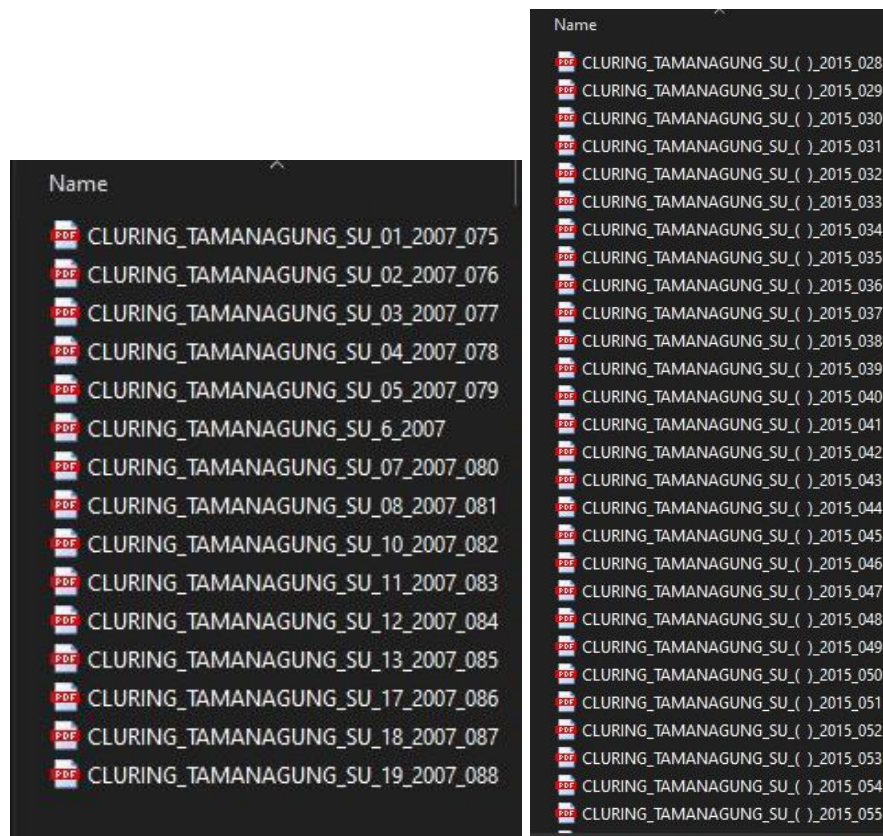 Name
CLURING_TAMANAGUNG_SU_01_2007_075
CLURING_TAMANAGUNG_SU_02_2007_076
CLURING_TAMANAGUNG_SU_03_2007_077
CLURING_TAMANAGUNG_SU_04_2007_078
CLURING_TAMANAGUNG_SU_05_2007_079
CLURING_TAMANAGUNG_SU_6_2007
CLURING_TAMANAGUNG_SU_07_2007_080
CLURING_TAMANAGUNG_SU_08_2007_081
CLURING_TAMANAGUNG_SU_10_2007_082
CLURING_TAMANAGUNG_SU_11_2007_083
CLURING_TAMANAGUNG_SU_12_2007_084
CLURING_TAMANAGUNG_SU_13_2007_085
CLURING_TAMANAGUNG_SU_17_2007_086
CLURING_TAMANAGUNG_SU_18_2007_087
CLURING_TAMANAGUNG_SU_19_2007_088
Name
CLURING_TAMANAGUNG_SU_( )_2015_028
CLURING_TAMANAGUNG_SU_( )_2015_029
CLURING_TAMANAGUNG_SU_( )_2015_030
CLURING_TAMANAGUNG_SU_( )_2015_031
CLURING_TAMANAGUNG_SU_( )_2015_032
CLURING_TAMANAGUNG_SU_( )_2015_033
CLURING_TAMANAGUNG_SU_( )_2015_034
CLURING_TAMANAGUNG_SU_( )_2015_035
CLURING_TAMANAGUNG_SU_( )_2015_036
CLURING_TAMANAGUNG_SU_( )_2015_037
CLURING_TAMANAGUNG_SU_( )_2015_038
CLURING_TAMANAGUNG_SU_( )_2015_039
CLURING_TAMANAGUNG_SU_( )_2015_040
CLURING_TAMANAGUNG_SU_( )_2015_041
CLURING_TAMANAGUNG_SU_( )_2015_042
CLURING_TAMANAGUNG_SU_( )_2015_043
CLURING_TAMANAGUNG_SU_( )_2015_044
CLURING_TAMANAGUNG_SU_( )_2015_045
CLURING_TAMANAGUNG_SU_( )_2015_046
CLURING_TAMANAGUNG_SU_( )_2015_047
CLURING_TAMANAGUNG_SU_( )_2015_048
CLURING_TAMANAGUNG_SU_( )_2015_049
CLURING_TAMANAGUNG_SU_( )_2015_050
CLURING_TAMANAGUNG_SU_( )_2015_051
CLURING_TAMANAGUNG_SU_( )_2015_052
CLURING_TAMANAGUNG_SU_( )_2015_053
CLURING_TAMANAGUNG_SU_( )_2015_054
CLURING_TAMANAGUNG_SU_( )_2015_055